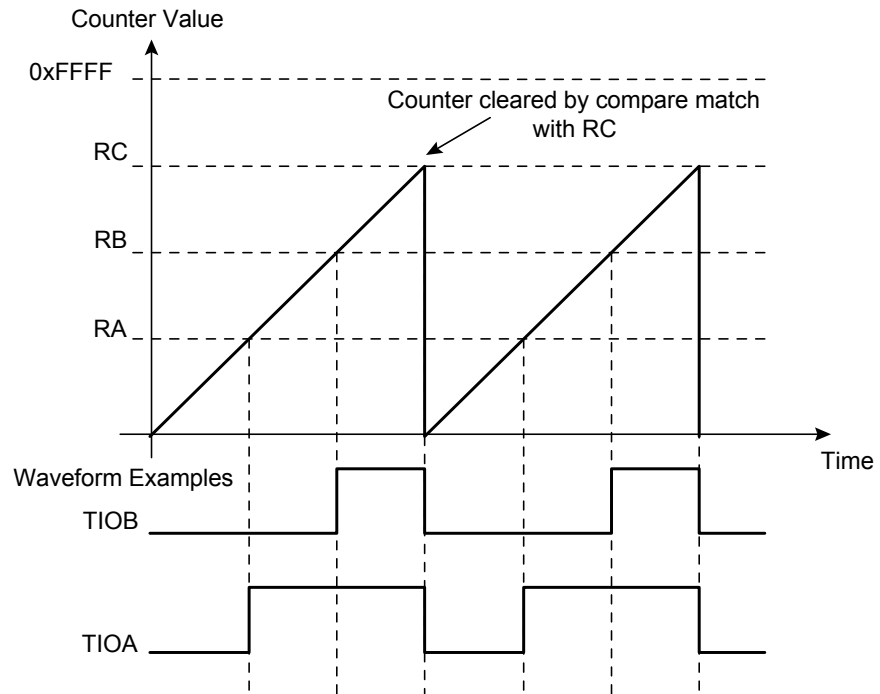 Counter Value
0xFFFF
Counter cleared by compare match
with RC
RC
RB
RA
Time
Waveform Examples
TIOB
TIOA